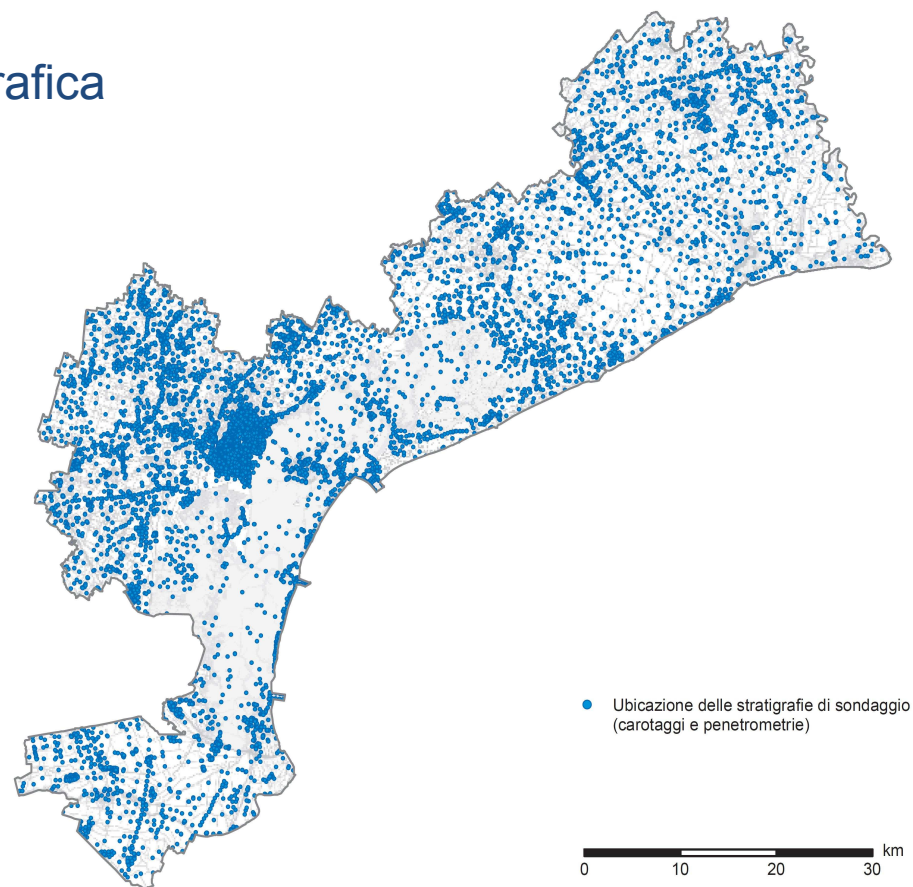 rafica
Ubicazione delle stratigrafie di sondaggio
(carotaggi e penetrometrie)
km
0 10 20 30